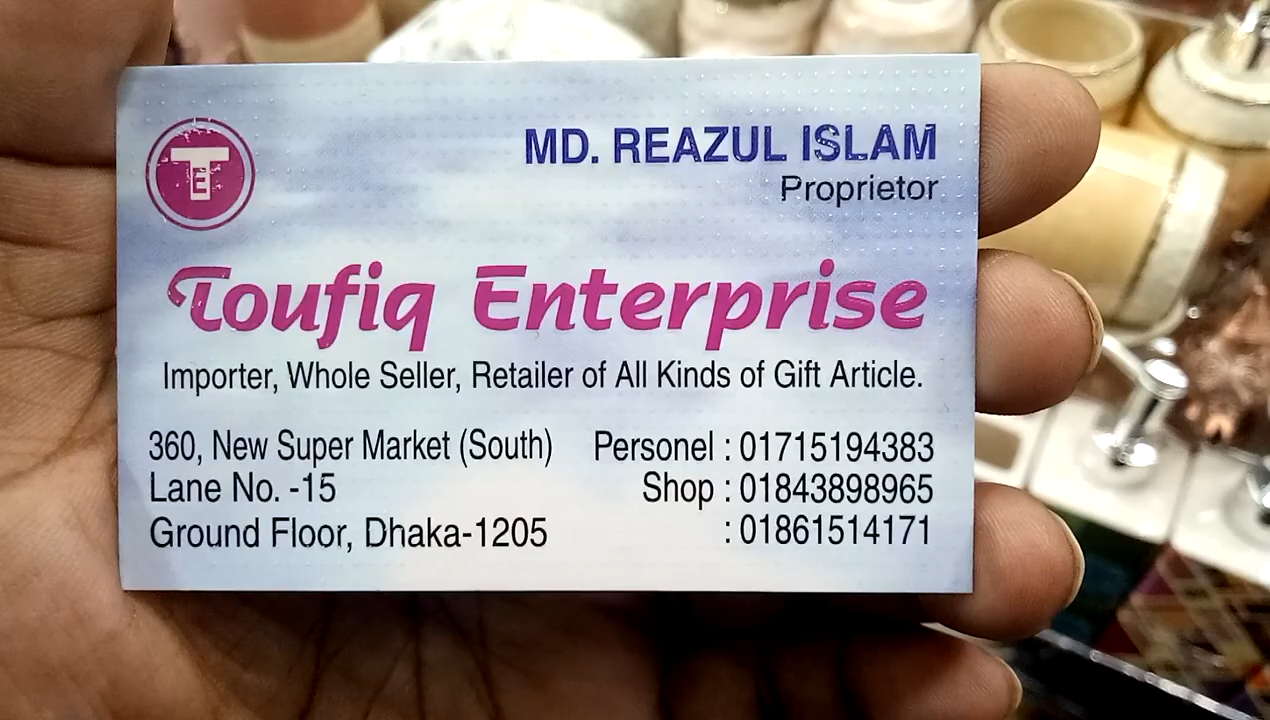 TE
MD. REAZUL ISLAM
Proprietor
Toufiq Enterprise
Importer, Whole Seller, Retailer of All Kinds of Gift Article.
360, New Super Market (South)
Lane No. -15
Ground Floor, Dhaka-1205
Personel : 01715194383
Shop : 01843898965
: 01861514171